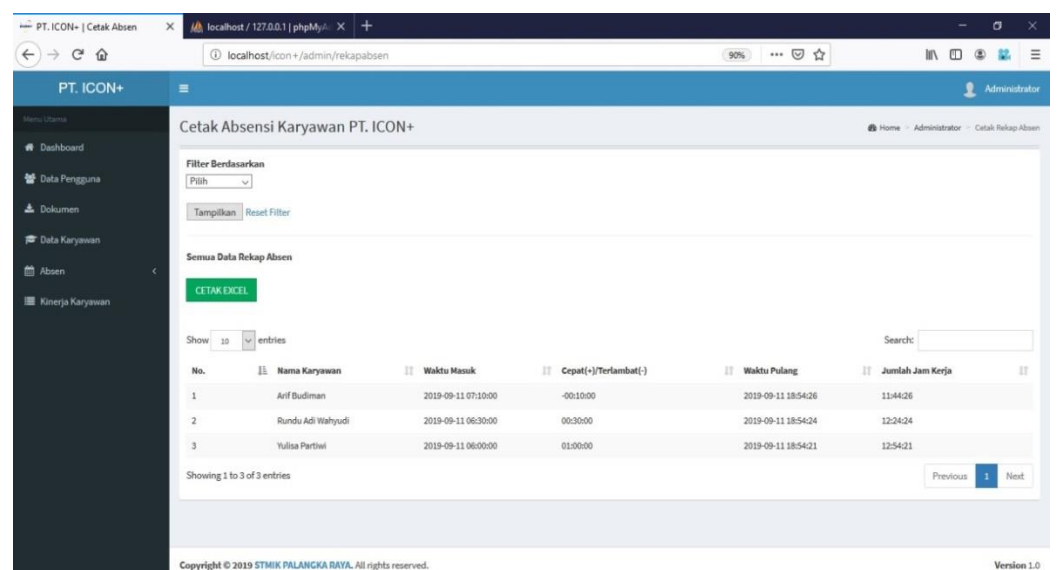 PT. ICON+ | Cetak Absen
localhost / 127.0.0.1 | phpMyA
localhost/icon+/admin/rekapabsen
90%
PT. ICON+
Administrator
Menu Utama
Dashboard
Data Pengguna
Dokumen
Data Karyawan
Absen
Kinerja Karyawan
Cetak Absensi Karyawan PT. ICON+
Home Administrator Cetak Rekap Absen
Filter Berdasarkan
Pilih
Tampilkan Reset Filter
Semua Data Rekap Absen
CETAK EXCEL
Show 10 entries
Search:
No. Nama Karyawan Waktu Masuk Cepat(+)/Terlambat(-) Waktu Pulang Jumlah Jam Kerja
1 Arif Budiman 2019-09-11 07:10:00 -00:10:00 2019-09-11 18:54:26 11:44:26
2 Rundu Adi Wahyudi 2019-09-11 06:30:00 00:30:00 2019-09-11 18:54:24 12:24:24
3 Yulisa Partiwi 2019-09-11 06:00:00 01:00:00 2019-09-11 18:54:21 12:54:21
Showing 1 to 3 of 3 entries
Previous 1 Next
Copyright © 2019 STMIK PALANGKA RAYA. All rights reserved.
Version 1.0